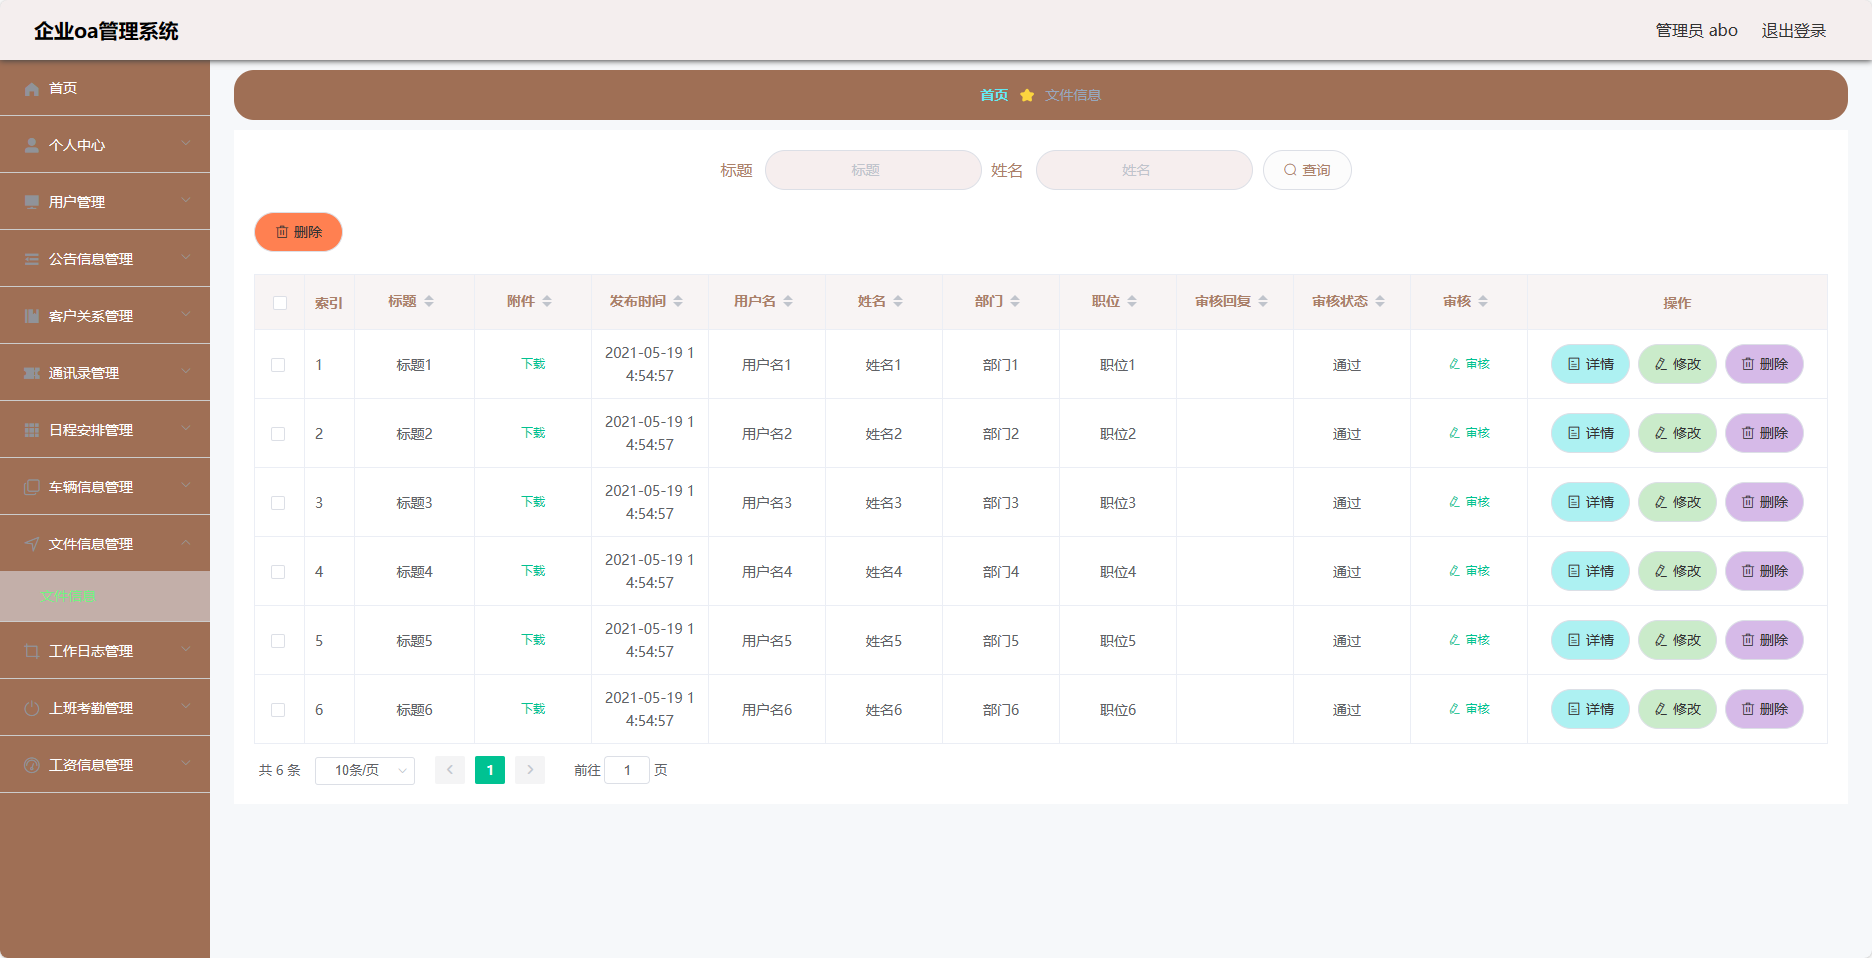 企业oa管理系统
管理员 abo 退出登录
首页
个人中心
用户管理
公告信息管理
客户关系管理
通讯录管理
日程安排管理
车辆信息管理
文件信息管理
文件信息
工作日志管理
上班考勤管理
工资信息管理
首页 文件信息
标题 标题 姓名 姓名 查询
删除
索引 标题 附件 发布时间 用户名 姓名 部门 职位 审核回复 审核状态 审核 操作
1 标题1 下载 2021-05-19 1 用户名1 姓名1 部门1 职位1 通过 审核 详情 修改 删除
4:54:57
2 标题2 下载 2021-05-19 1 用户名2 姓名2 部门2 职位2 通过 审核 详情 修改 删除
4:54:57
3 标题3 下载 2021-05-19 1 用户名3 姓名3 部门3 职位3 通过 审核 详情 修改 删除
4:54:57
4 标题4 下载 2021-05-19 1 用户名4 姓名4 部门4 职位4 通过 审核 详情 修改 删除
4:54:57
5 标题5 下载 2021-05-19 1 用户名5 姓名5 部门5 职位5 通过 审核 详情 修改 删除
4:54:57
6 标题6 下载 2021-05-19 1 用户名6 姓名6 部门6 职位6 通过 审核 详情 修改 删除
4:54:57
共 6 条 10条/页 1 前往 1 页